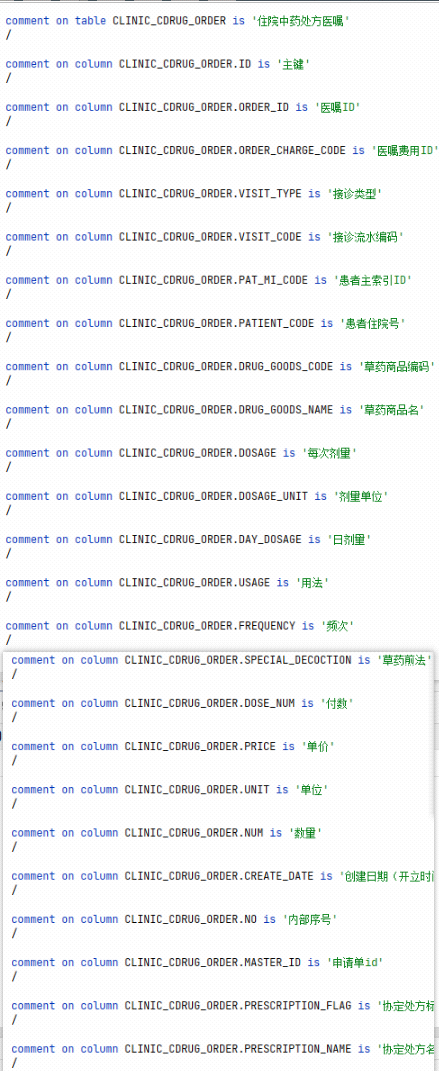 comment on table CLINIC_CDRUG_ORDER is '住院中药处方医嘱'
/
comment on column CLINIC_CDRUG_ORDER.ID is '主键'
/
comment on column CLINIC_CDRUG_ORDER.ORDER_ID is '医嘱ID'
/
comment on column CLINIC_CDRUG_ORDER.ORDER_CHARGE_CODE is '医嘱费用ID'
/
comment on column CLINIC_CDRUG_ORDER.VISIT_TYPE is '接诊类型'
/
comment on column CLINIC_CDRUG_ORDER.VISIT_CODE is '接诊流水编码'
/
comment on column CLINIC_CDRUG_ORDER.PAT_MI_CODE is '患者主索引ID'
/
comment on column CLINIC_CDRUG_ORDER.PATIENT_CODE is '患者住院号'
/
comment on column CLINIC_CDRUG_ORDER.DRUG_GOODS_CODE is '草药商品编码'
/
comment on column CLINIC_CDRUG_ORDER.DRUG_GOODS_NAME is '草药商品名'
/
comment on column CLINIC_CDRUG_ORDER.DOSAGE is '每次剂量'
/
comment on column CLINIC_CDRUG_ORDER.DOSAGE_UNIT is '剂量单位'
/
comment on column CLINIC_CDRUG_ORDER.DAY_DOSAGE is '日剂量'
/
comment on column CLINIC_CDRUG_ORDER.USAGE is '用法'
/
comment on column CLINIC_CDRUG_ORDER.FREQUENCY is '频次'
/
comment on column CLINIC_CDRUG_ORDER.SPECIAL_DECOCTION is '草药煎法'
/
comment on column CLINIC_CDRUG_ORDER.DOSE_NUM is '付数'
/
comment on column CLINIC_CDRUG_ORDER.PRICE is '单价'
/
comment on column CLINIC_CDRUG_ORDER.UNIT is '单位'
/
comment on column CLINIC_CDRUG_ORDER.NUM is '数量'
/
comment on column CLINIC_CDRUG_ORDER.CREATE_DATE is '创建日期（开立时
/
comment on column CLINIC_CDRUG_ORDER.NO is '内部序号'
/
comment on column CLINIC_CDRUG_ORDER.MASTER_ID is '申请单id'
/
comment on column CLINIC_CDRUG_ORDER.PRESCRIPTION_FLAG is '协定处方标
/
comment on column CLINIC_CDRUG_ORDER.PRESCRIPTION_NAME is '协定处方名
/